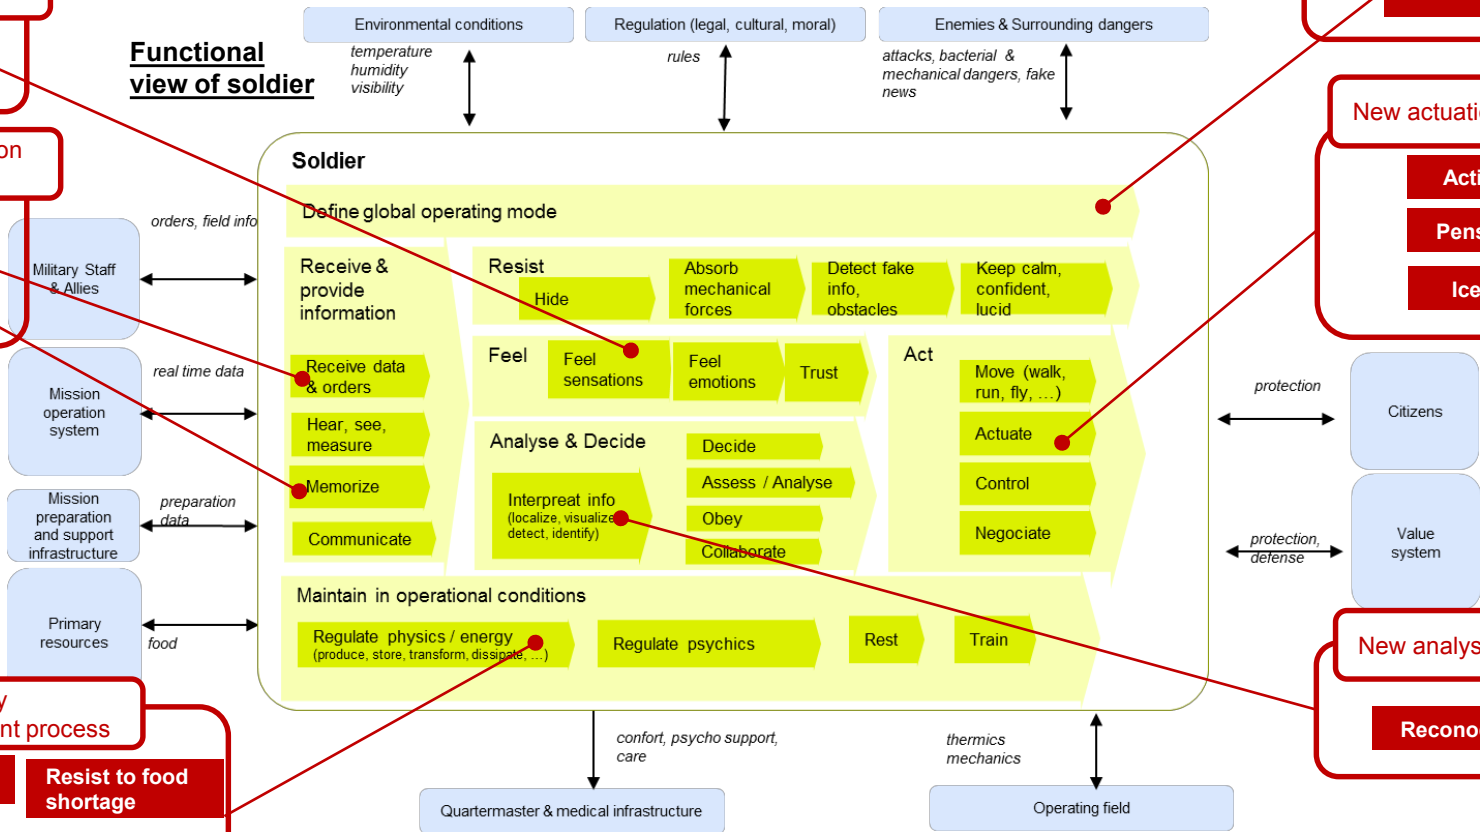 Environmental conditions
Regulation (legal, cultural, moral)
Enemies & Surrounding dangers
Functional
view of soldier
temperature
humidity
visibility
rules
attacks, bacterial &
mechanical dangers, fake
news
New actuati
Acti
Pens
Ice
on
Soldier
Define global operating mode
orders, field info
Military Staff
& Allies
Receive &
provide
information
Receive data
& orders
Hear, see,
measure
Memorize
Communicate
Resist
Hide
Absorb
mechanical
forces
Detect fake
info,
obstacles
Keep calm,
confident,
lucid
Feel
Feel
sensations
Feel
emotions
Trust
Act
Move (walk,
run, fly, …)
Actuate
Control
Negociate
Analyse & Decide
Interpreat info
(localize, visualize
detect, identify)
Decide
Assess / Analyse
Obey
Collaborate
real time data
Mission
operation
system
preparation
data
Mission
preparation
and support
infrastructure
Primary
resources
food
protection
Citizens
protection,
defense
Value
system
Maintain in operational conditions
Regulate physics / energy
(produce, store, transform, dissipate, …)
Regulate psychics
Rest
Train
New analys
Recono
y
nt process
Resist to food
shortage
confort, psycho support,
care
thermics
mechanics
Quartermaster & medical infrastructure
Operating field